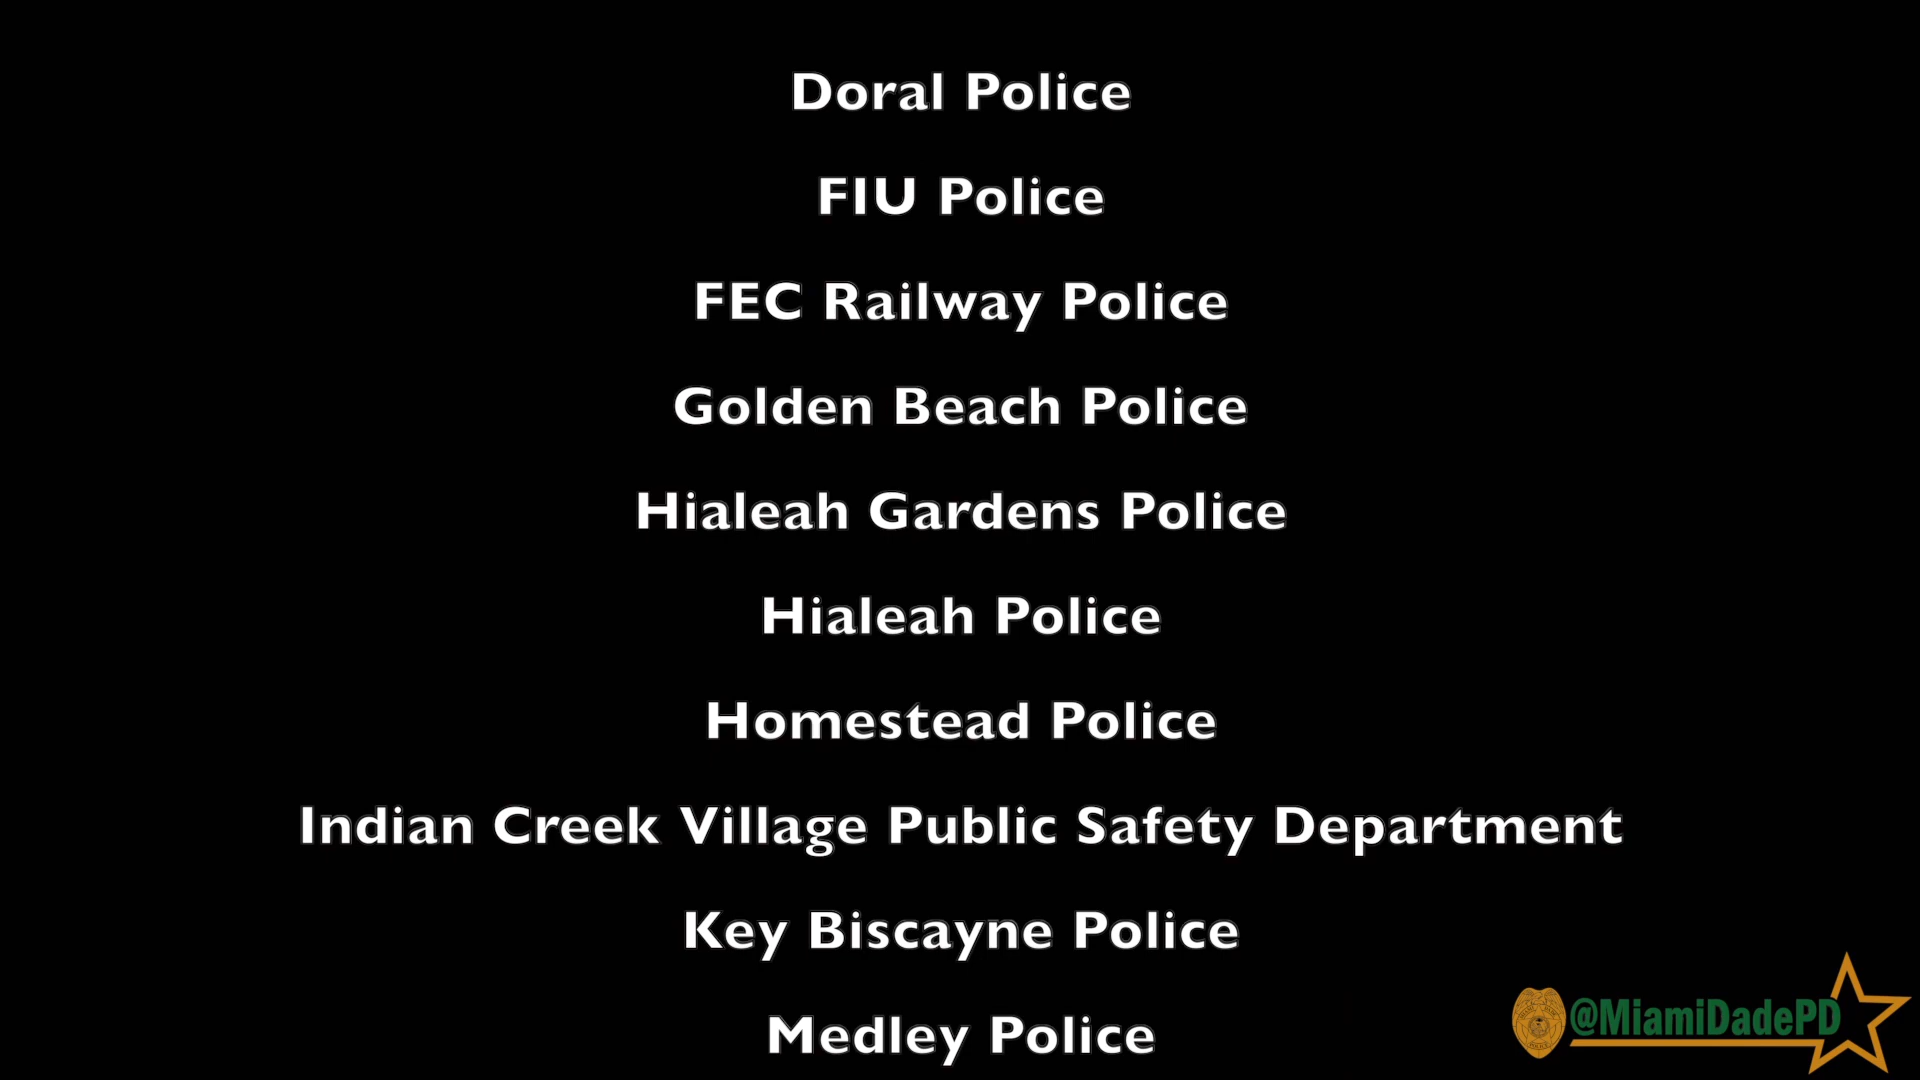 Doral Police
FIU Police
FEC Railway Police
Golden Beach Police
Hialeah Gardens Police
Hialeah Police
Homestead Police
Indian Creek Village Public Safety Department
Key Biscayne Police
Medley Police
@MiamiDadePD